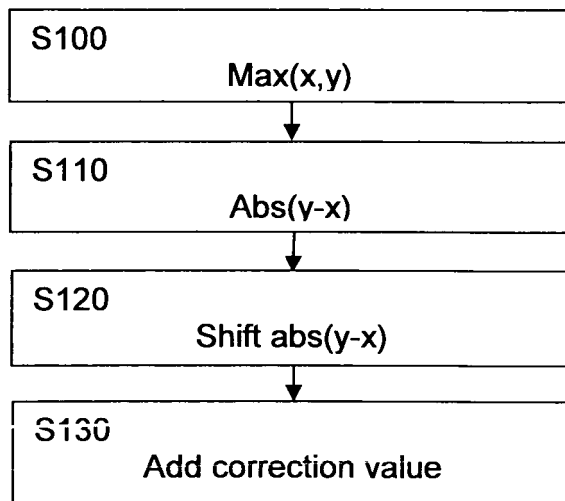 S100
Max(x,y)
S110
Abs(y-x)
S120
Shift abs(y-x)
S130
Add correction value